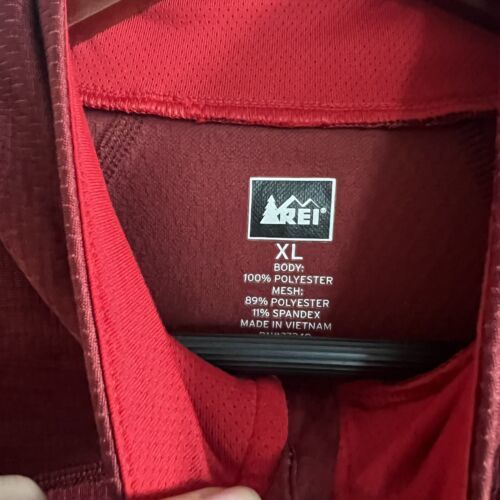 REI®
XL
BODY:
100% POLYESTER
MESH:
89% POLYESTER
11% SPANDEX
MADE IN VIETNAM